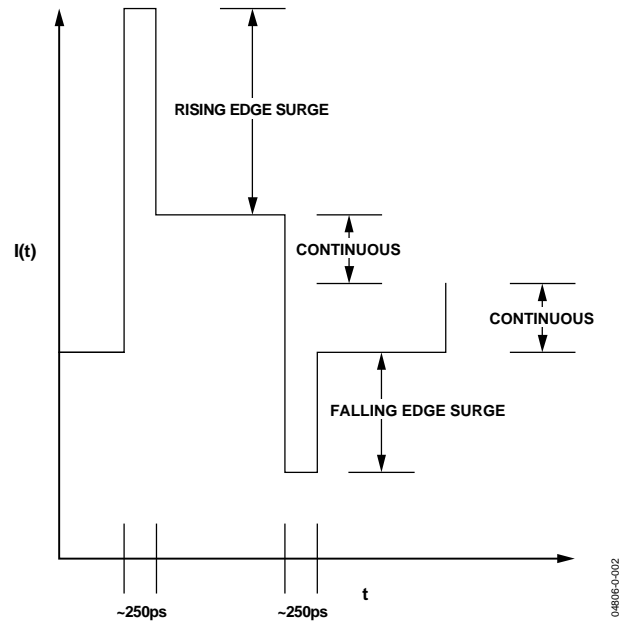 RISING EDGE SURGE
I(t)
CONTINUOUS
CONTINUOUS
FALLING EDGE SURGE
t
~250ps
~250ps
04806-0-002